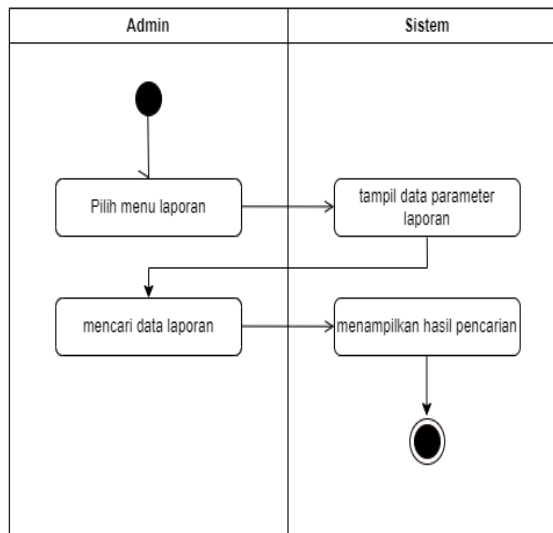 Admin
Sistem
Pilih menu laporan
tampil data parameter
laporan
mencari data laporan
menampilkan hasil pencarian